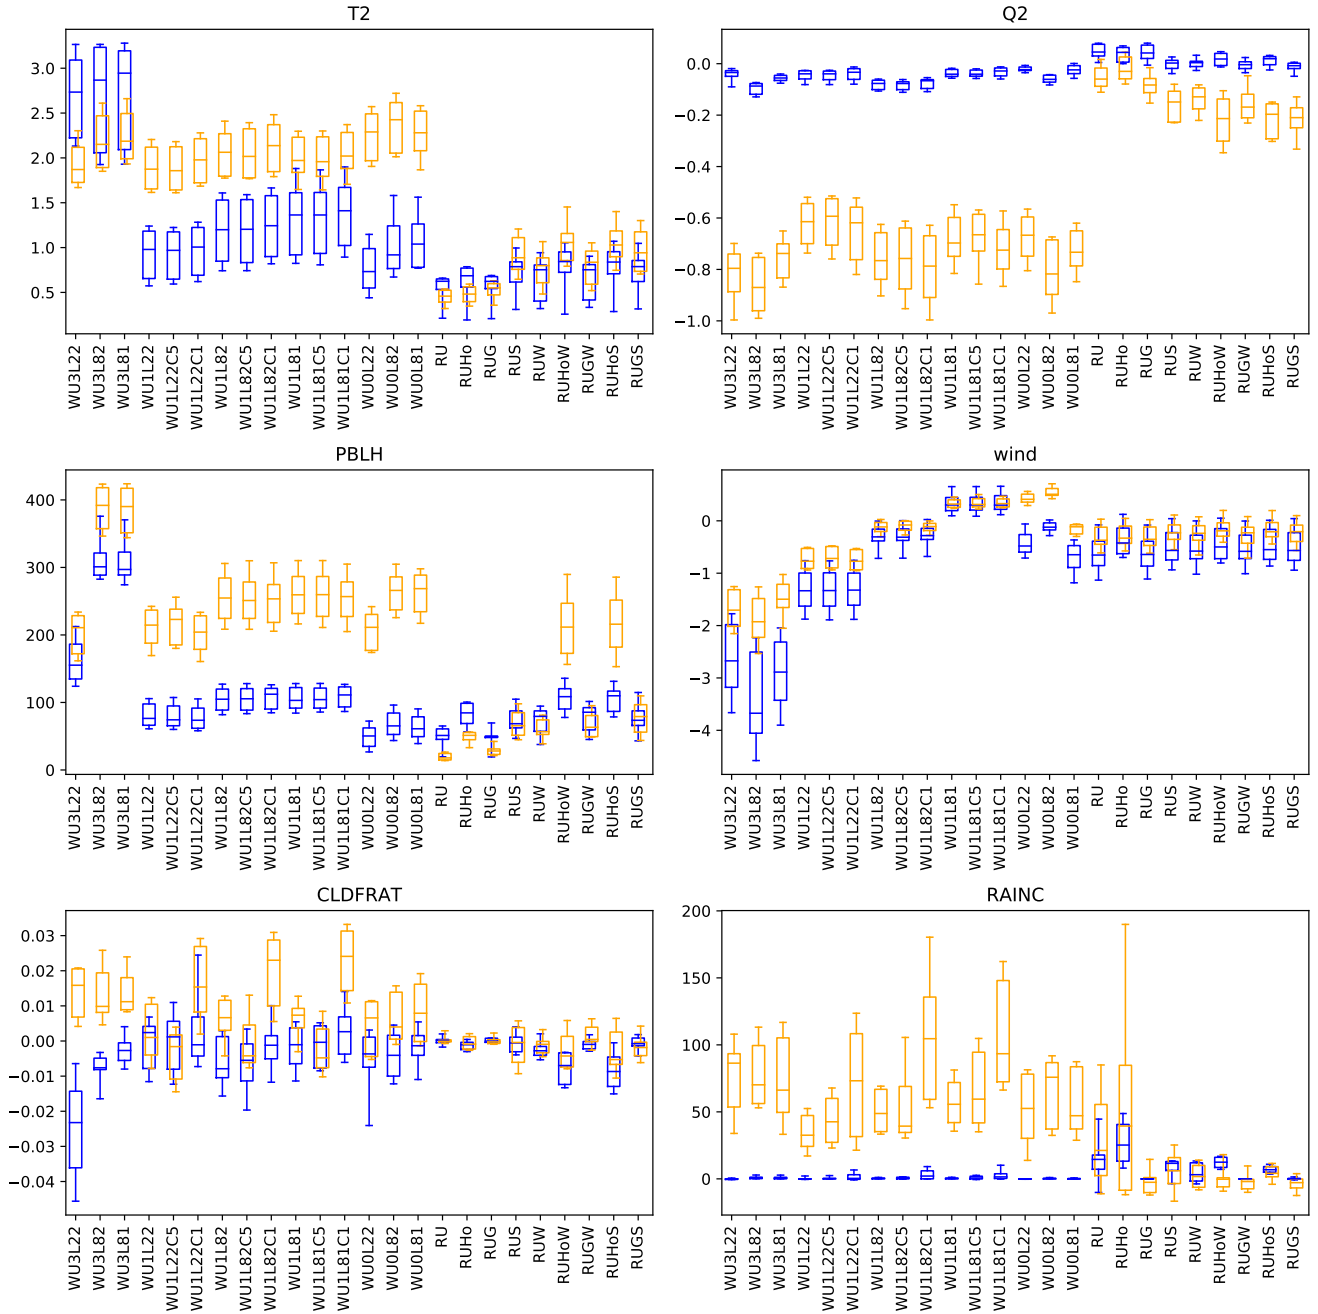 T2
3.0
2.5
2.0
1.5
1.0
0.5
WU3L22
WU3L82
WU3L81
WU1L22
WU1L22C5
WU1L22C1
WU1L82
WU1L82C5
WU1L82C1
WU1L81
WU1L81C5
WU1L81C1
WU0L22
WU0L82
WU0L81
RU
RUHo
RUG
RUS
RUW
RUHoW
RUGW
RUHoS
RUGS
Q2
0.0
−0.2
−0.4
−0.6
−0.8
−1.0
WU3L22
WU3L82
WU3L81
WU1L22
WU1L22C5
WU1L22C1
WU1L82
WU1L82C5
WU1L82C1
WU1L81
WU1L81C5
WU1L81C1
WU0L22
WU0L82
WU0L81
RU
RUHo
RUG
RUS
RUW
RUHoW
RUGW
RUHoS
RUGS
PBLH
400
300
200
100
0
WU3L22
WU3L82
WU3L81
WU1L22
WU1L22C5
WU1L22C1
WU1L82
WU1L82C5
WU1L82C1
WU1L81
WU1L81C5
WU1L81C1
WU0L22
WU0L82
WU0L81
RU
RUHo
RUG
RUS
RUW
RUHoW
RUGW
RUHoS
RUGS
wind
0
−1
−2
−3
−4
WU3L22
WU3L82
WU3L81
WU1L22
WU1L22C5
WU1L22C1
WU1L82
WU1L82C5
WU1L82C1
WU1L81
WU1L81C5
WU1L81C1
WU0L22
WU0L82
WU0L81
RU
RUHo
RUG
RUS
RUW
RUHoW
RUGW
RUHoS
RUGS
CLDFRAT
0.03
0.02
0.01
0.00
−0.01
−0.02
−0.03
−0.04
WU3L22
WU3L82
WU3L81
WU1L22
WU1L22C5
WU1L22C1
WU1L82
WU1L82C5
WU1L82C1
WU1L81
WU1L81C5
WU1L81C1
WU0L22
WU0L82
WU0L81
RU
RUHo
RUG
RUS
RUW
RUHoW
RUGW
RUHoS
RUGS
RAINC
200
150
100
50
0
WU3L22
WU3L82
WU3L81
WU1L22
WU1L22C5
WU1L22C1
WU1L82
WU1L82C5
WU1L82C1
WU1L81
WU1L81C5
WU1L81C1
WU0L22
WU0L82
WU0L81
RU
RUHo
RUG
RUS
RUW
RUHoW
RUGW
RUHoS
RUGS